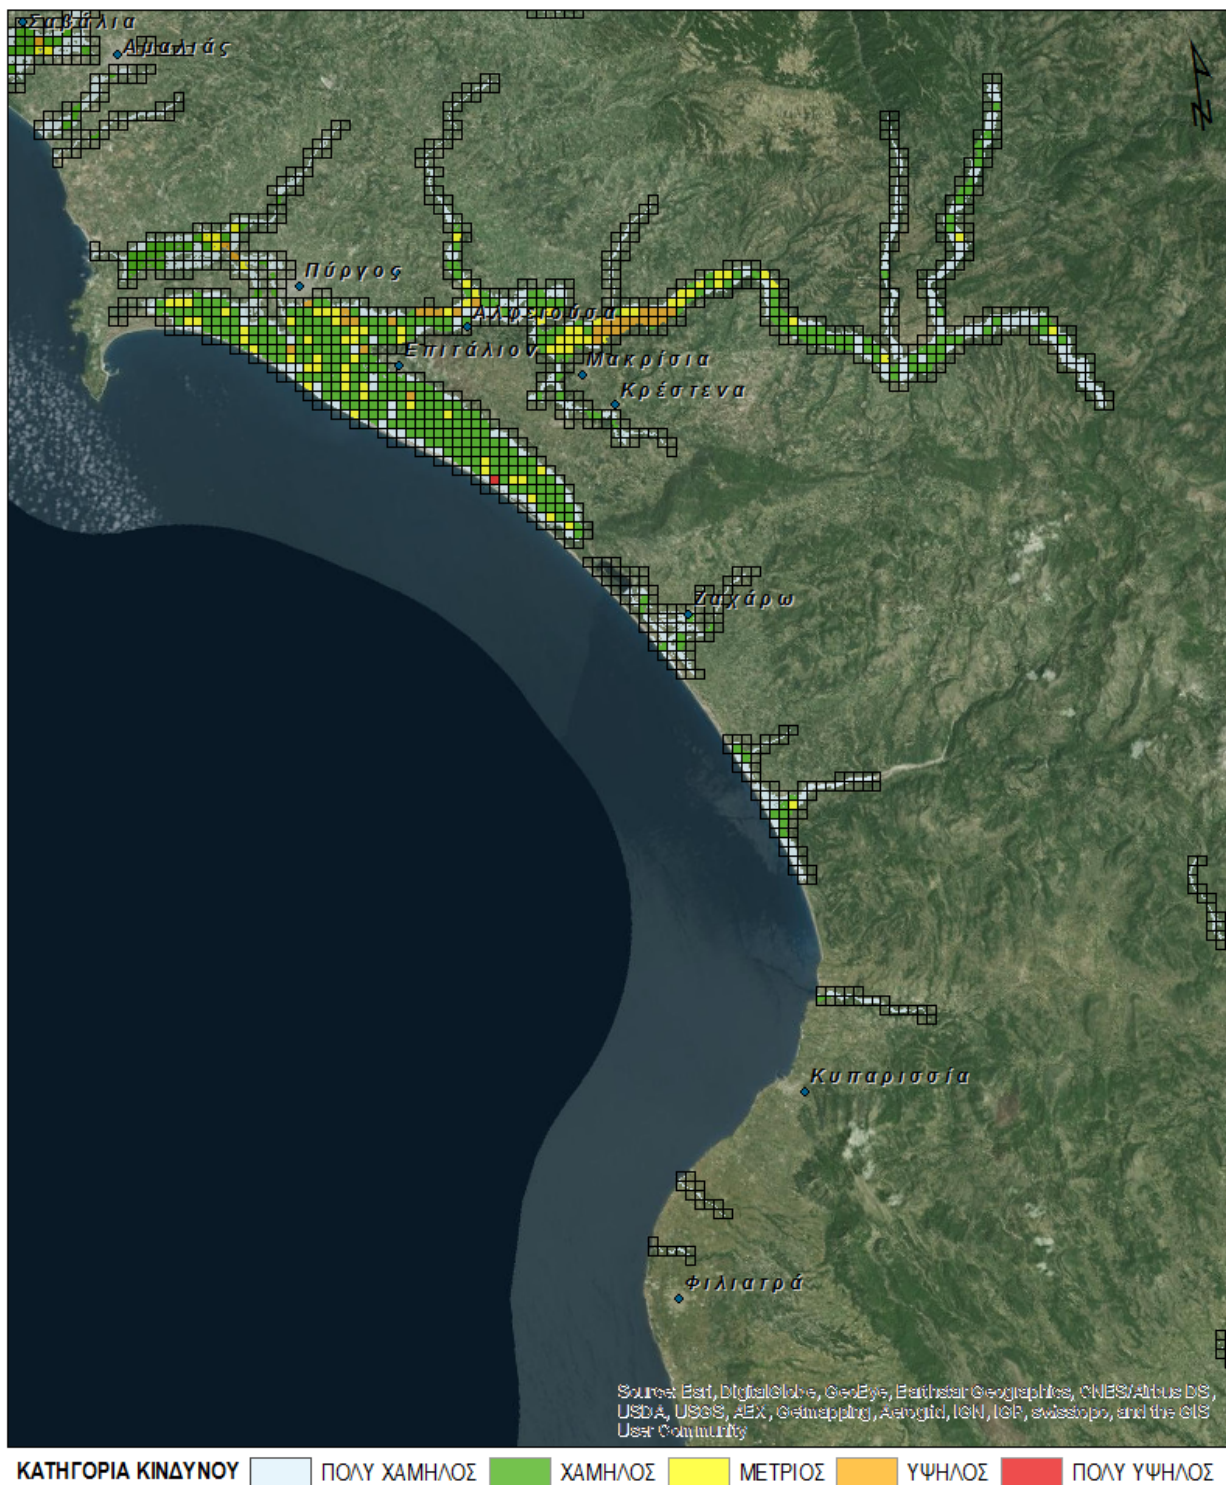 Σαβάλια
Αμαλιάς
N
Πύργος
Αλφειούσα
Επιτάλιον
Μακρίσια
Κρέστενα
Ζαχάρω
Κυπαρισσία
Φιλιατρά
Source: Esri, DigitalGlobe, GeoEye, Earthstar Geographics, CNES/Airbus DS,
USDA, USGS, AEX, Getmapping, Aerogrid, IGN, IGP, swisstopo, and the GIS
User Community
ΚΑΤΗΓΟΡΙΑ ΚΙΝΔΥΝΟΥ ΠΟΛΥ ΧΑΜΗΛΟΣ ΧΑΜΗΛΟΣ ΜΕΤΡΙΟΣ ΥΨΗΛΟΣ ΠΟΛΥ ΥΨΗΛΟΣ